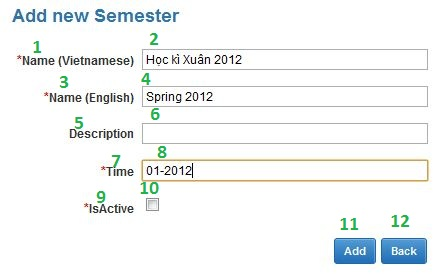 Add new Semester
1 2
*Name (Vietnamese) Học kì Xuân 2012
3 4
*Name (English) Spring 2012
5 6
Description
7 8
*Time 01-2012
9 10
*IsActive
11 12
Add Back